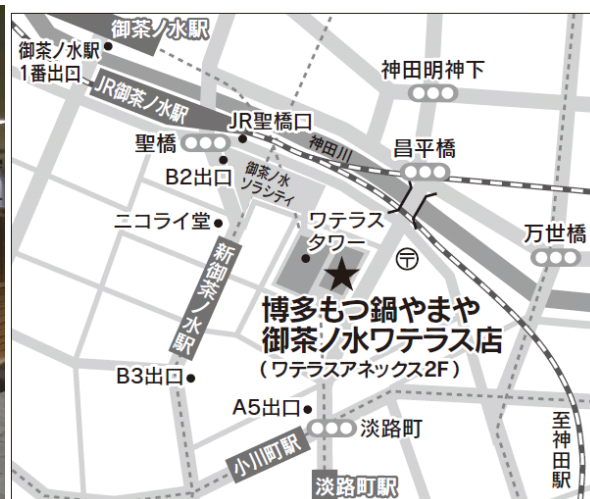 御茶ノ水駅
御茶ノ水駅
1番出口
JR御茶ノ水駅
神田明神下
JR聖橋口
聖橋
神田川
昌平橋
B2出口
御茶ノ水
ソラシティ
ニコライ堂
ワテラス
タワー
万世橋
新御茶ノ水駅
博多もつ鍋やまや
御茶ノ水ワテラス店
(ワテラスアネックス2F)
B3出口
A5出口
淡路町
小川町駅
淡路町駅
至神田駅